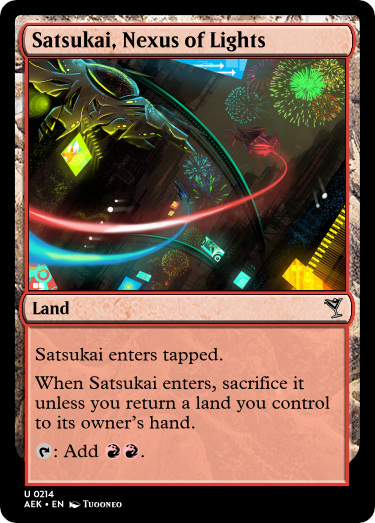 Satsukai, Nexus of Lights
Land
Satsukai enters tapped.
When Satsukai enters, sacrifice it
unless you return a land you control
to its owner's hand.
: Add .
U 0214
AEK • EN Tuooneo